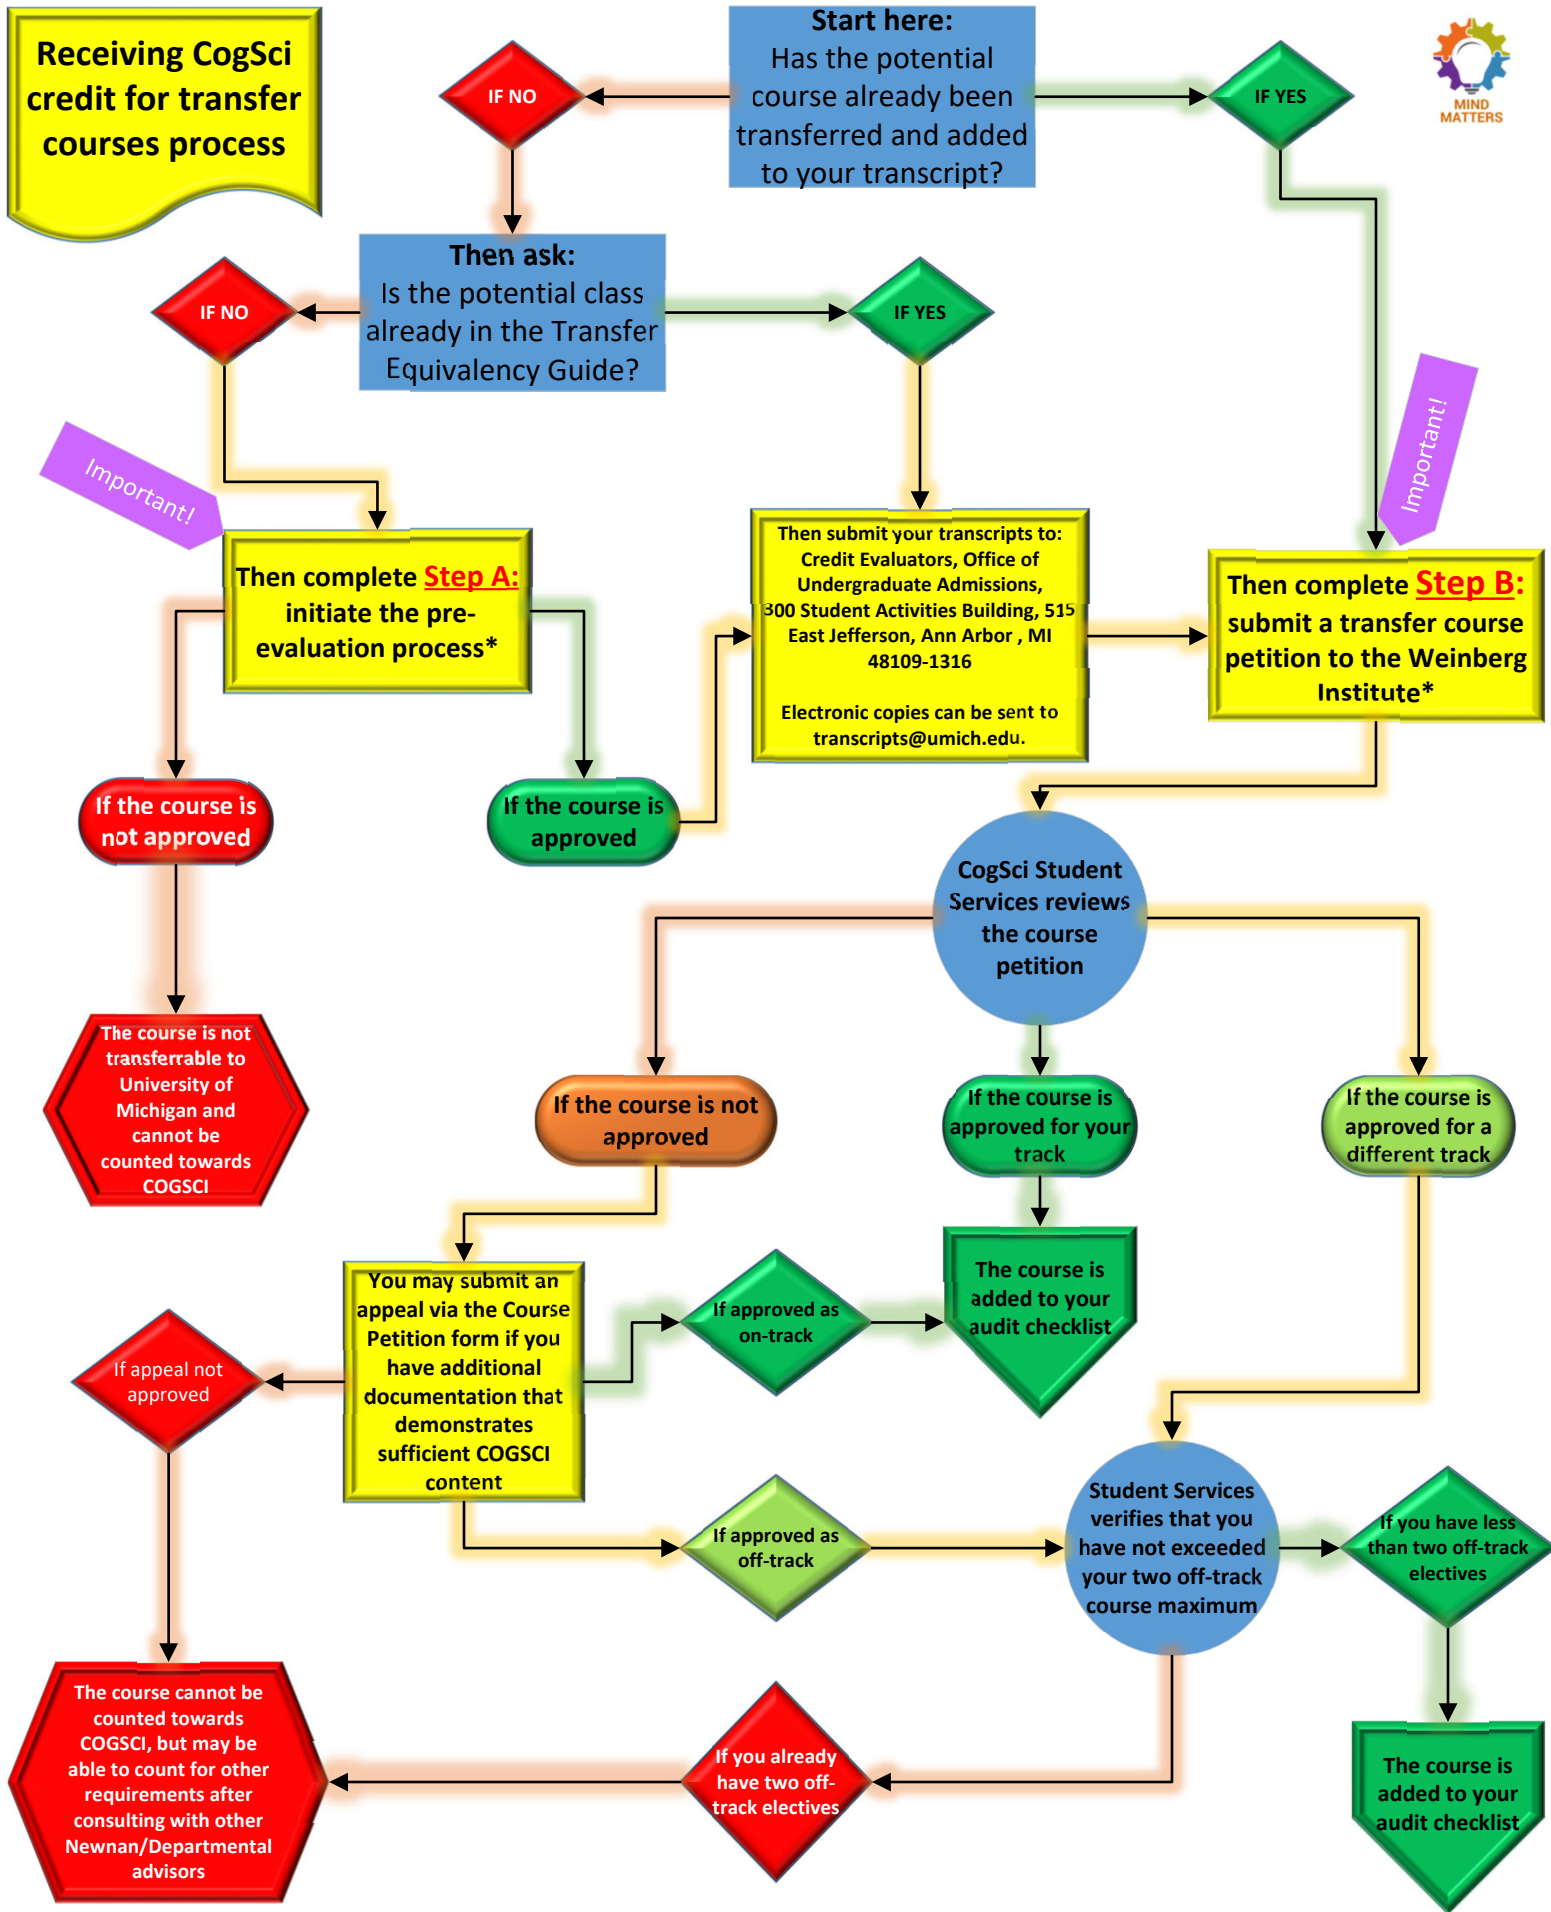 Receiving CogSci
credit for transfer
courses process
Start here:
Has the potential
course already been
transferred and added
to your transcript?
IF NO
IF YES
MIND
MATTERS
Then ask:
Is the potential class
already in the Transfer
Equivalency Guide?
IF NO
IF YES
Important!
Important!
Then complete Step A:
initiate the pre-
evaluation process*
Then submit your transcripts to:
Credit Evaluators, Office of
Undergraduate Admissions,
300 Student Activities Building, 515
East Jefferson, Ann Arbor , MI
48109-1316
Electronic copies can be sent to
transcripts@umich.edu.
Then complete Step B:
submit a transfer course
petition to the Weinberg
Institute*
If the course is
not approved
If the course is
approved
CogSci Student
Services reviews
the course
petition
The course is not
transferrable to
University of
Michigan and
cannot be
counted towards
COGSCI
If the course is not
approved
If the course is
approved for your
track
If the course is
approved for a
different track
You may submit an
appeal via the Course
Petition form if you
have additional
documentation that
demonstrates
sufficient COGSCI
content
If approved as
on-track
The course is
added to your
audit checklist
If appeal not
approved
If approved as
off-track
Student Services
verifies that you
have not exceeded
your two off-track
course maximum
If you have less
than two off-track
electives
The course cannot be
counted towards
COGSCI, but may be
able to count for other
requirements after
consulting with other
Newnan/Departmental
advisors
If you already
have two off-
track electives
The course is
added to your
audit checklist